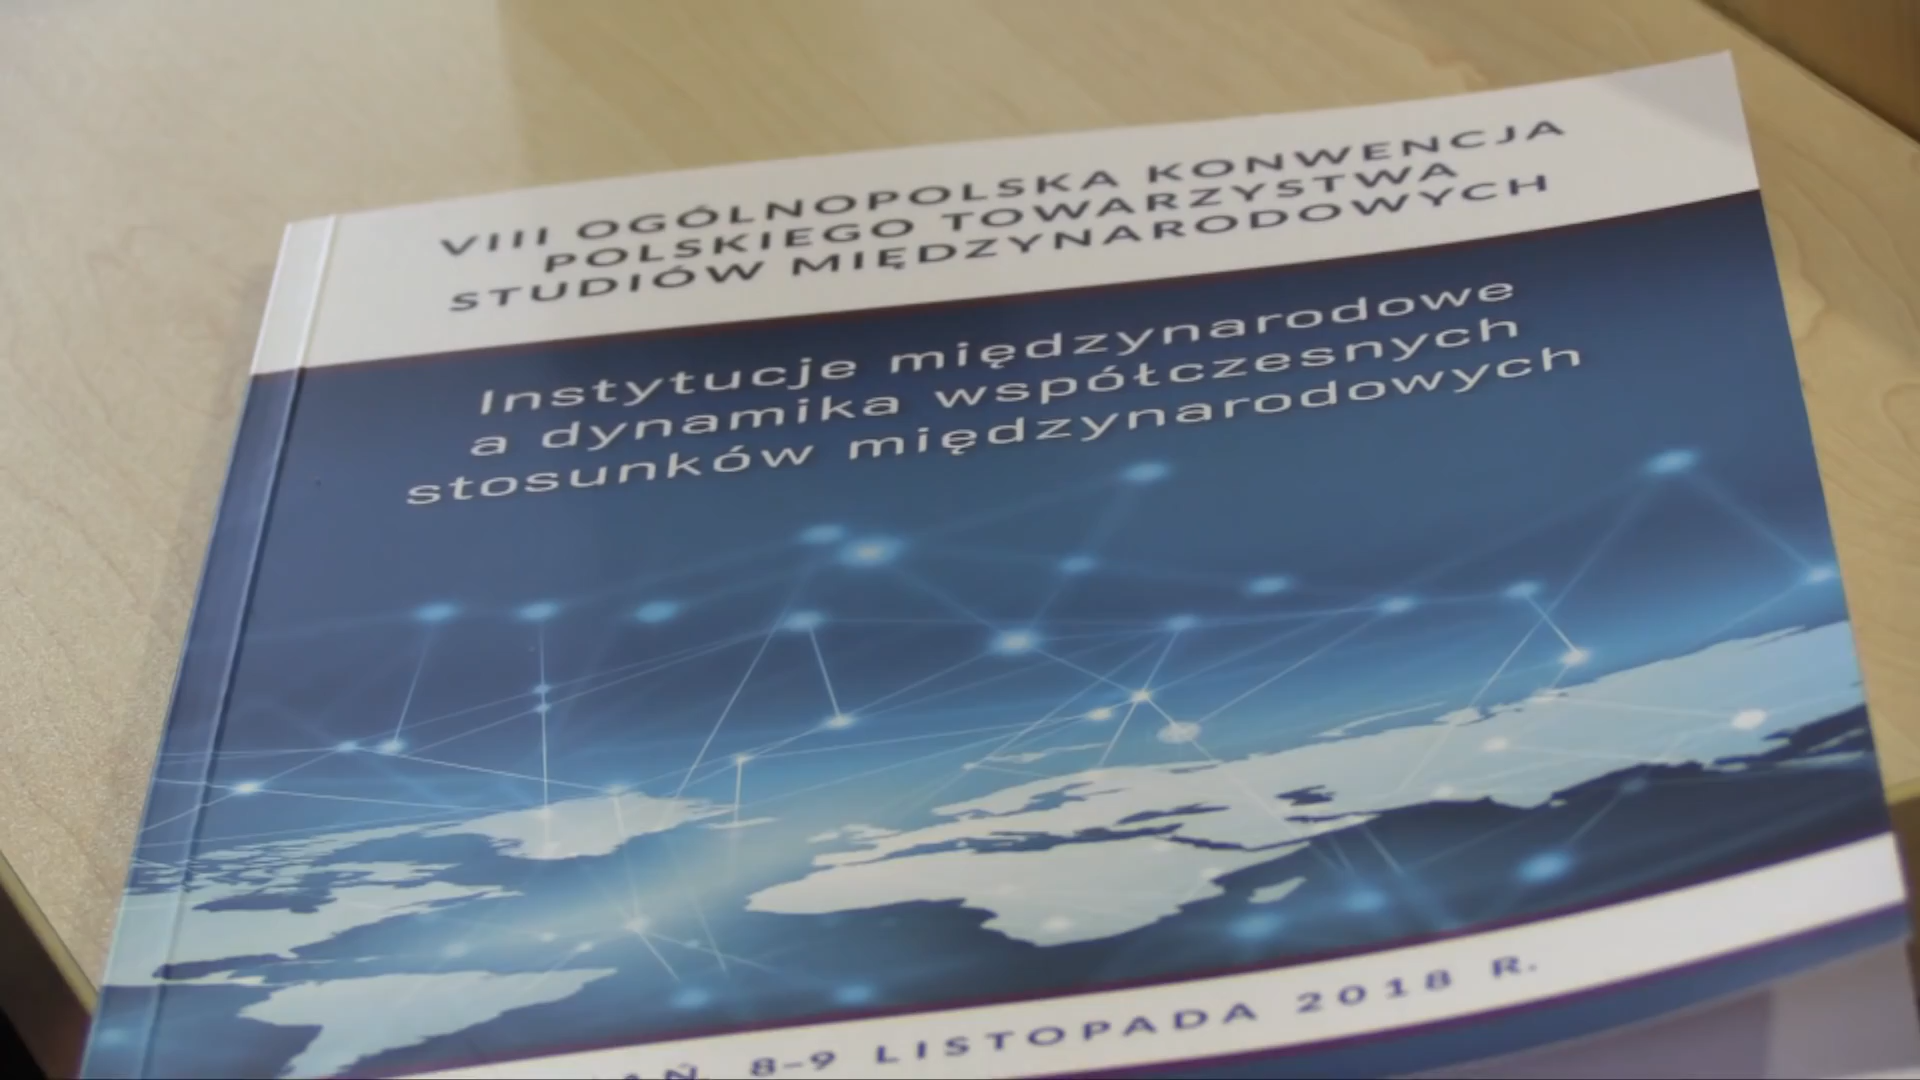 VIII OGÓLNOPOLSKA KONWENCJA
POLSKIEGO TOWARZYSTWA
STUDIÓW MIĘDZYNARODOWYCH
Instytucje międzynarodowe
a dynamika współczesnych
stosunków międzynarodowych
8–9 LISTOPADA 2018 R.